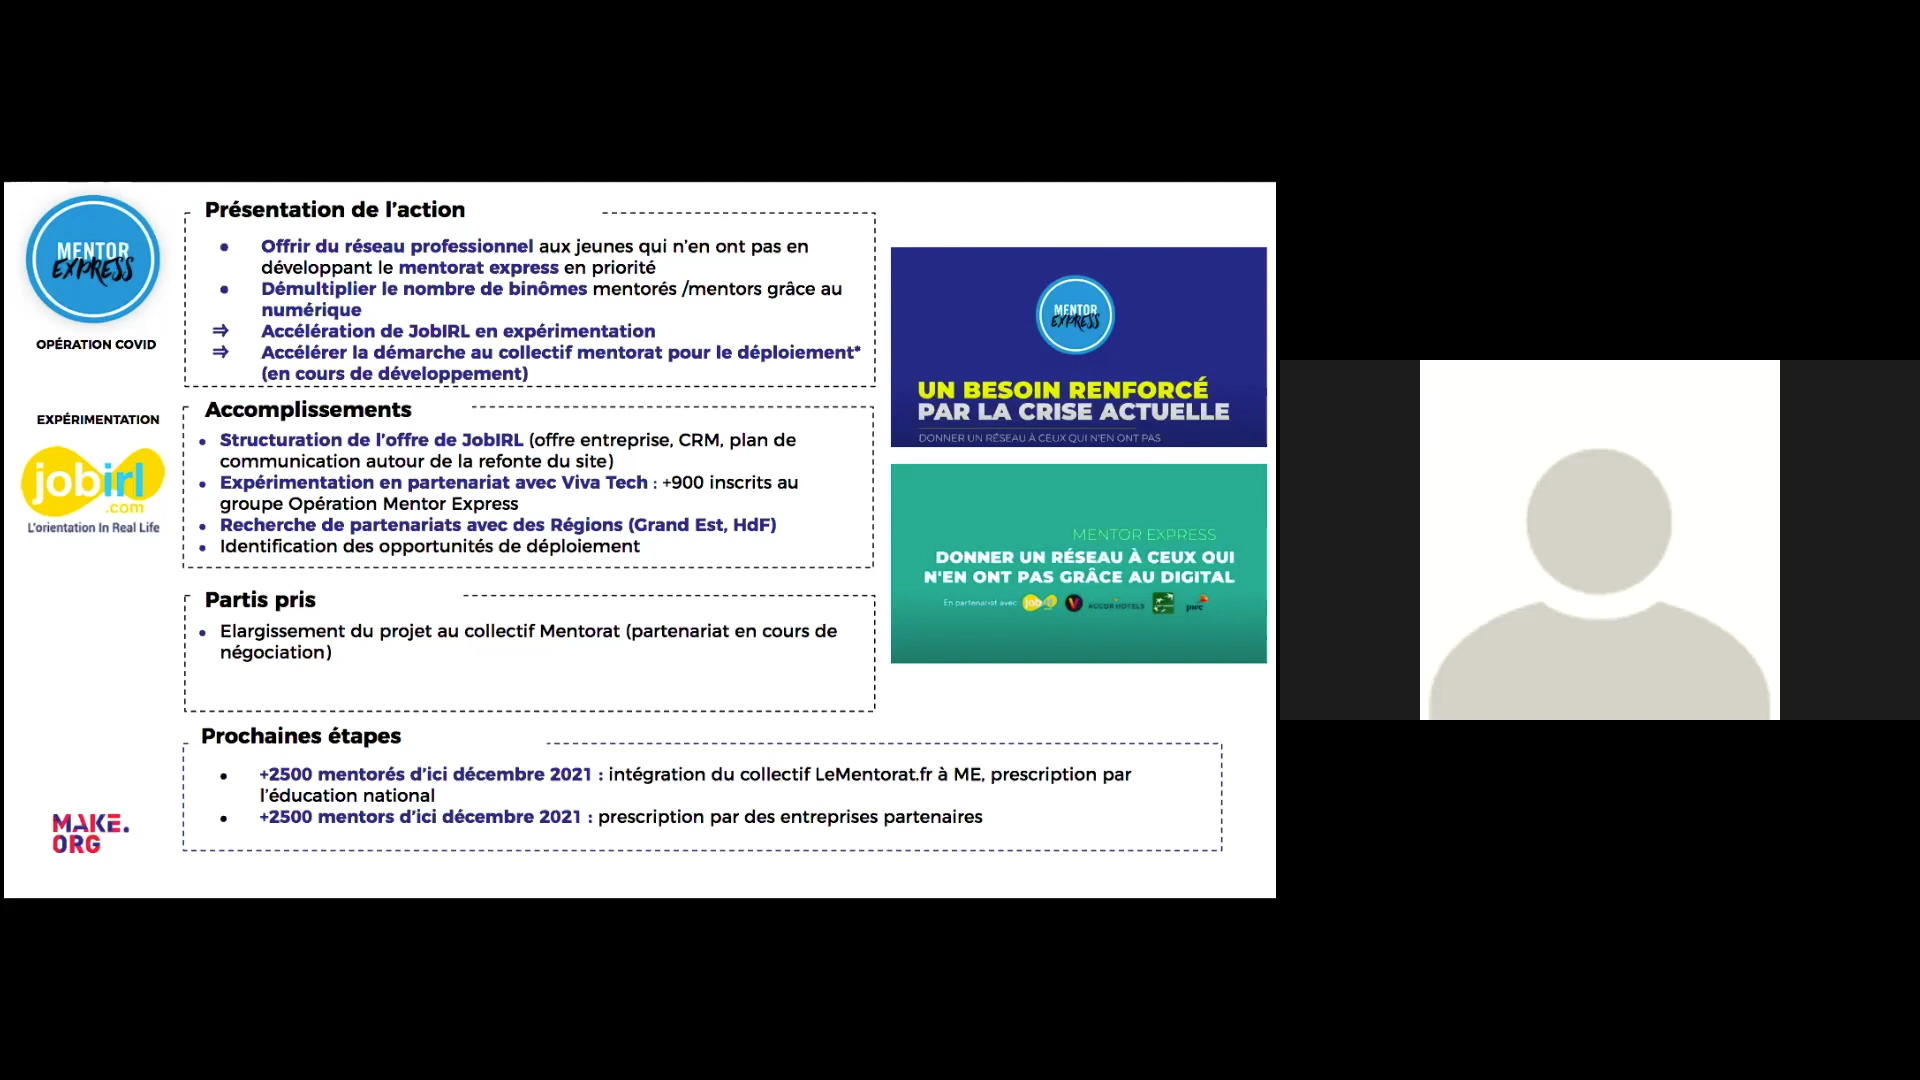 MENTOR
EXPRESS
OPÉRATION COVID
EXPÉRIMENTATION
jobirl
.com
L'orientation In Real Life
MAKE.
ORG
Présentation de l'action
● Offrir du réseau professionnel aux jeunes qui n'en ont pas en
développant le mentorat express en priorité
● Démultiplier le nombre de binômes mentorés /mentors grâce au
numérique
⇒ Accélération de JobIRL en expérimentation
⇒ Accélérer la démarche au collectif mentorat pour le déploiement*
(en cours de développement)
Accomplissements
● Structuration de l'offre de JobIRL (offre entreprise, CRM, plan de
communication autour de la refonte du site)
● Expérimentation en partenariat avec Viva Tech : +900 inscrits au
groupe Opération Mentor Express
● Recherche de partenariats avec des Régions (Grand Est, HdF)
● Identification des opportunités de déploiement
Partis pris
● Elargissement du projet au collectif Mentorat (partenariat en cours de
négociation)
Prochaines étapes
● +2500 mentorés d'ici décembre 2021 : intégration du collectif LeMentorat.fr à ME, prescription par
l'éducation national
● +2500 mentors d'ici décembre 2021 : prescription par des entreprises partenaires
MENTOR
EXPRESS
UN BESOIN RENFORCÉ
PAR LA CRISE ACTUELLE
DONNER UN RÉSEAU À CEUX QUI N'EN ONT PAS
MENTOR EXPRESS
DONNER UN RÉSEAU À CEUX QUI
N'EN ONT PAS GRÂCE AU DIGITAL
En partenariat avec jobirl V ACCOR HOTELS pwc